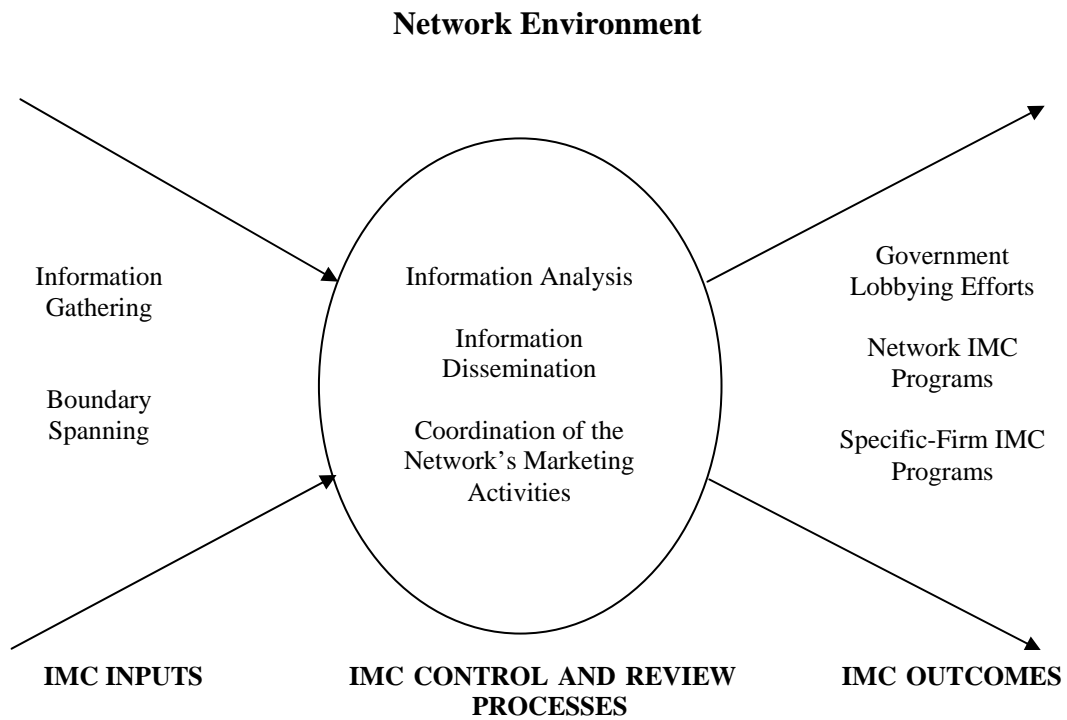 Network Environment
Information
Gathering
Boundary
Spanning
Information Analysis
Information
Dissemination
Coordination of the
Network’s Marketing
Activities
Government
Lobbying Efforts
Network IMC
Programs
Specific-Firm IMC
Programs
IMC INPUTS
IMC CONTROL AND REVIEW
PROCESSES
IMC OUTCOMES